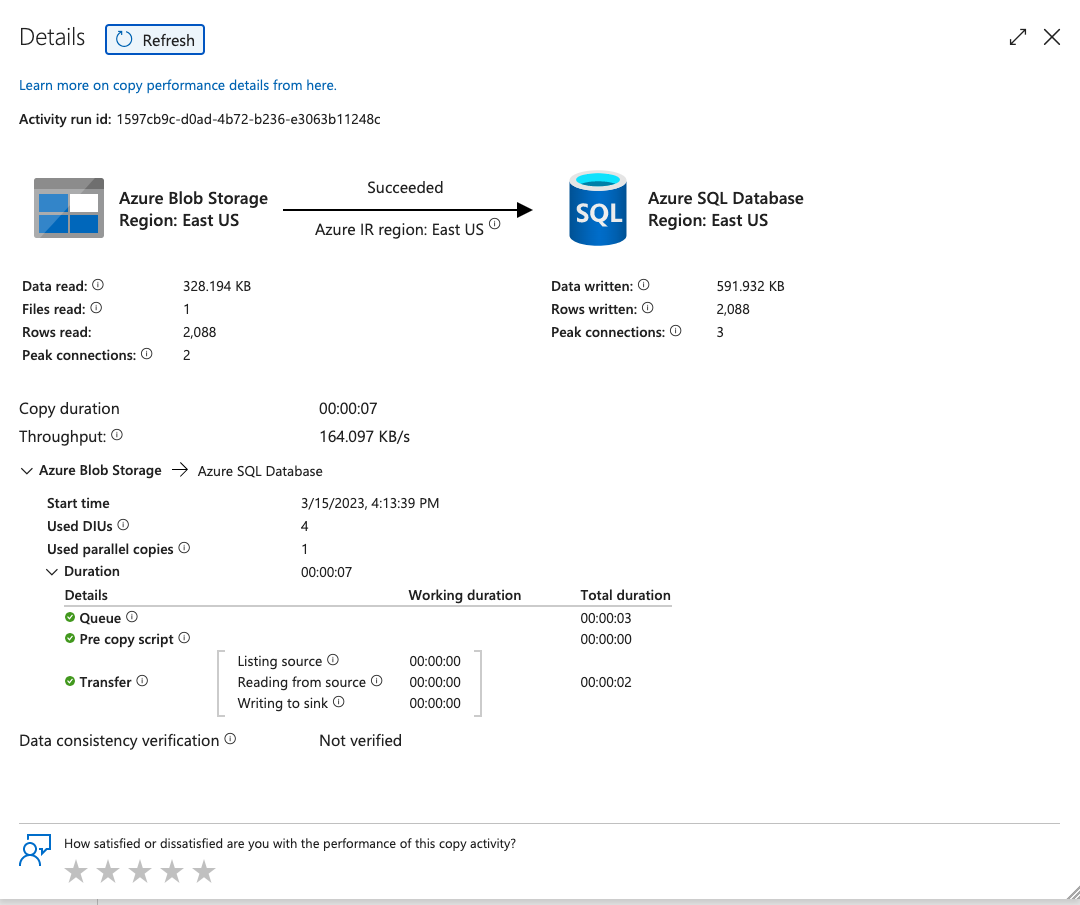 Details Refresh
Learn more on copy performance details from here.
Activity run id: 1597cb9c-d0ad-4b72-b236-e3063b11248c
Succeeded
Azure Blob Storage
Region: East US
Azure IR region: East US
SQL
Azure SQL Database
Region: East US
Data read: 328.194 KB
Files read: 1
Rows read: 2,088
Peak connections: 2
Data written: 591.932 KB
Rows written: 2,088
Peak connections: 3
Copy duration 00:00:07
Throughput: 164.097 KB/s
Azure Blob Storage → Azure SQL Database
Start time 3/15/2023, 4:13:39 PM
Used DIUs 4
Used parallel copies 1
Duration 00:00:07
Details Working duration Total duration
Queue 00:00:03
Pre copy script 00:00:00
Listing source 00:00:00
Transfer Reading from source 00:00:00 00:00:02
Writing to sink 00:00:00
Data consistency verification Not verified
How satisfied or dissatisfied are you with the performance of this copy activity?